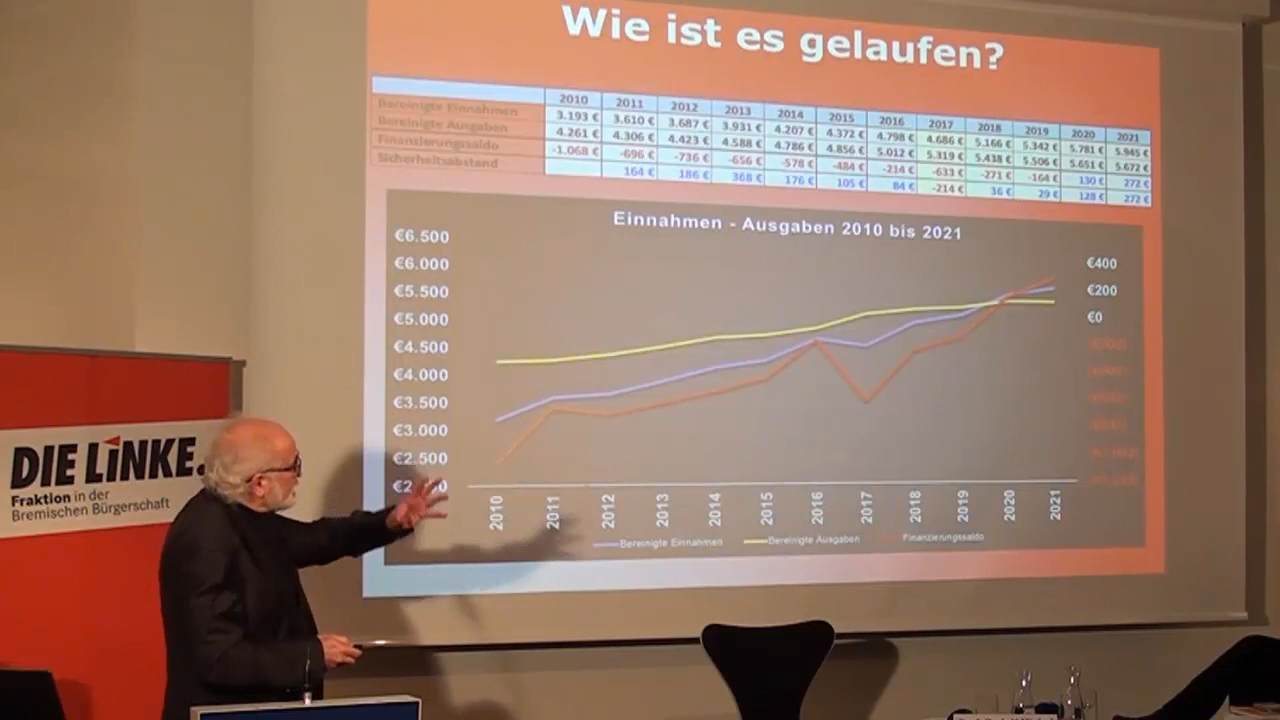 Wie ist es gelaufen?
2010 2011 2012 2013 2014 2015 2016 2017 2018 2019 2020 2021
Bereinigte Einnahmen 3.193 € 3.610 € 3.687 € 3.931 € 4.207 € 4.372 € 4.798 € 4.686 € 5.166 € 5.342 € 5.781 € 5.945 €
Bereinigte Ausgaben 4.261 € 4.306 € 4.423 € 4.588 € 4.786 € 4.856 € 5.012 € 5.319 € 5.438 € 5.506 € 5.651 € 5.672 €
Finanzierungssaldo -1.068 € -696 € -736 € -656 € -578 € -484 € -214 € -633 € -271 € -164 € 130 € 272 €
Sicherheitsabstand 164 € 186 € 368 € 176 € 105 € 84 € -214 € 36 € 29 € 128 € 272 €
Einnahmen - Ausgaben 2010 bis 2021
€6.500
€6.000
€5.500
€5.000
€4.500
€4.000
€3.500
€3.000
€2.500
€400
€200
€0
2010 2011 2012 2013 2014 2015 2016 2017 2018 2019 2020 2021
Bereinigte Einnahmen Bereinigte Ausgaben Finanzierungssaldo
DIE LINKE.
Fraktion in der
Bremischen Bürgerschaft